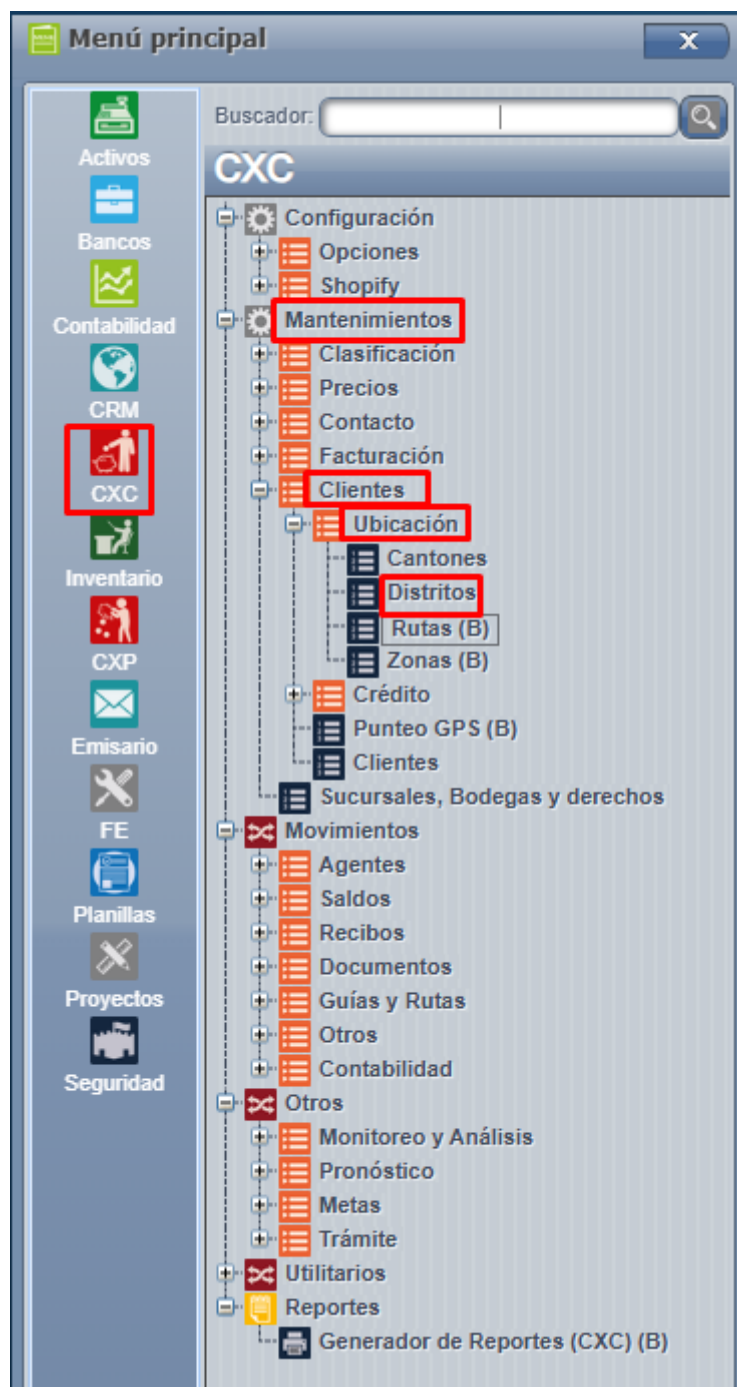 Menú principal
x
Activos
Bancos
Contabilidad
CRM
CXC
Inventario
CXP
Emisario
FE
Planillas
Proyectos
Seguridad
Buscador:
CXC
Configuración
Opciones
Shopify
Mantenimientos
Clasificación
Precios
Contacto
Facturación
Clientes
Ubicación
Cantones
Distritos
Rutas (B)
Zonas (B)
Crédito
Punteo GPS (B)
Clientes
Sucursales, Bodegas y derechos
Movimientos
Agentes
Saldos
Recibos
Documentos
Guías y Rutas
Otros
Contabilidad
Otros
Monitoreo y Análisis
Pronóstico
Metas
Trámite
Utilitarios
Reportes
Generador de Reportes (CXC) (B)